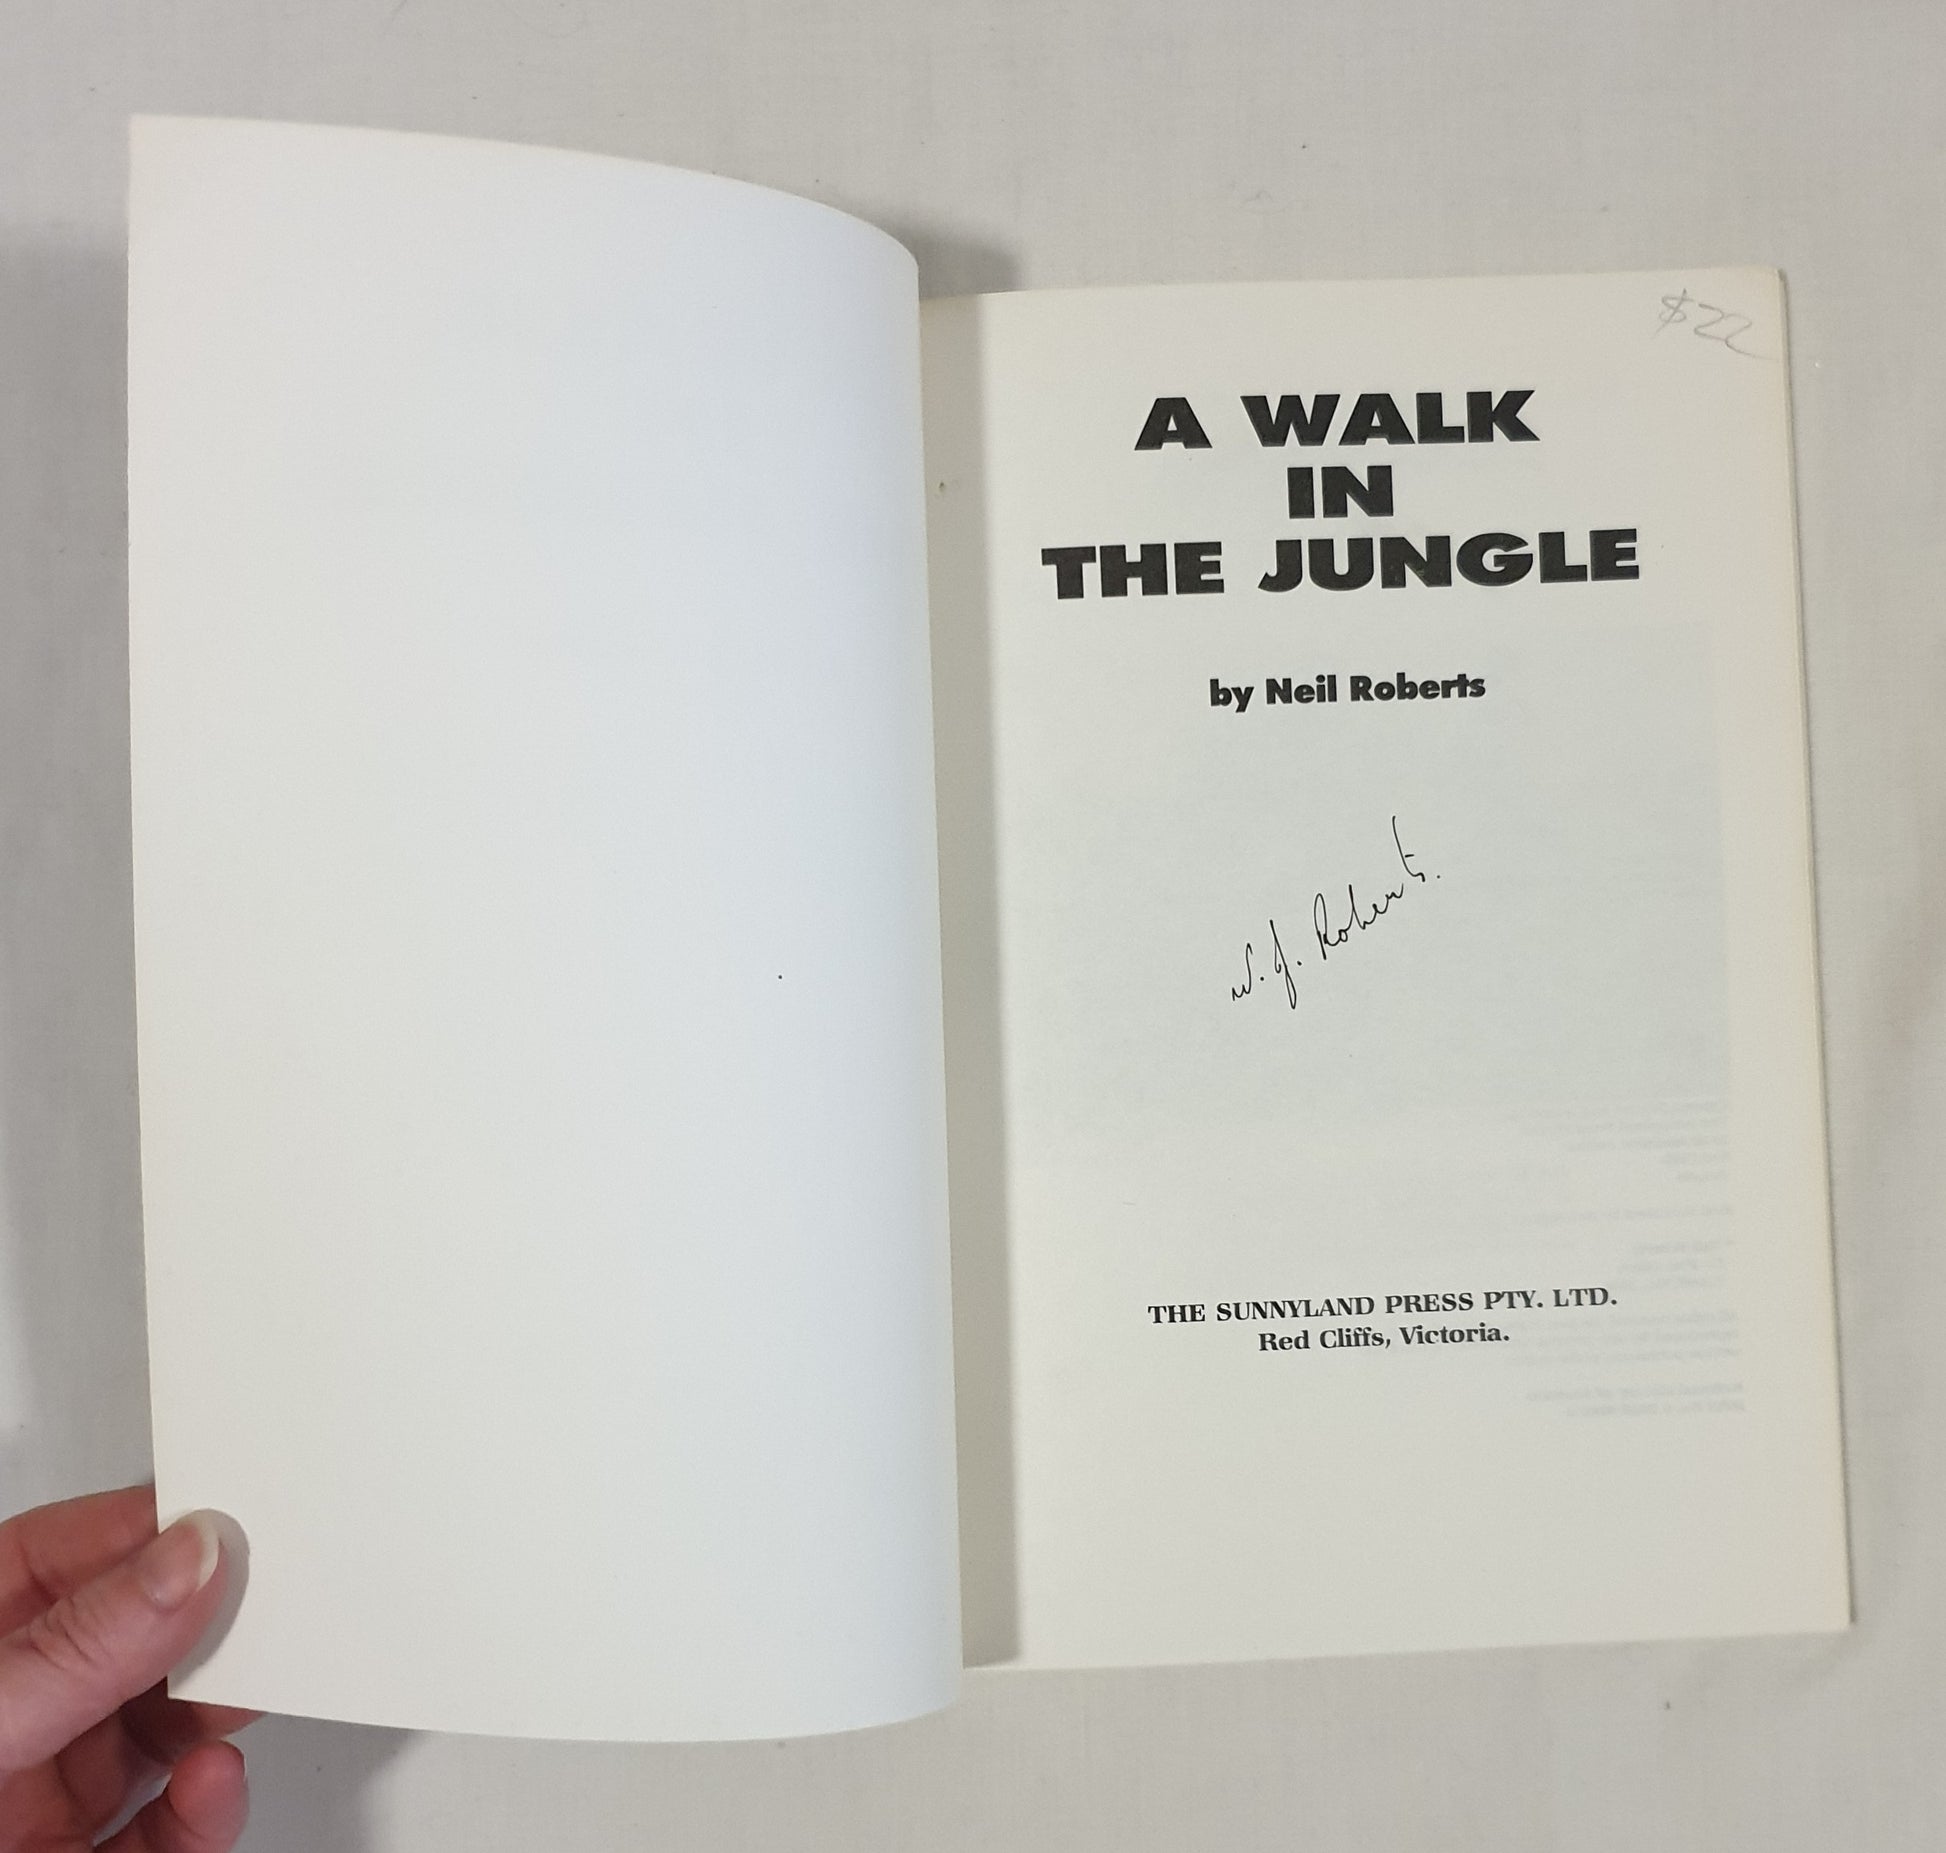 $22
A WALK
IN
THE JUNGLE
by Neil Roberts
N. J. Roberts.
THE SUNNYLAND PRESS PTY. LTD.
Red Cliffs, Victoria.